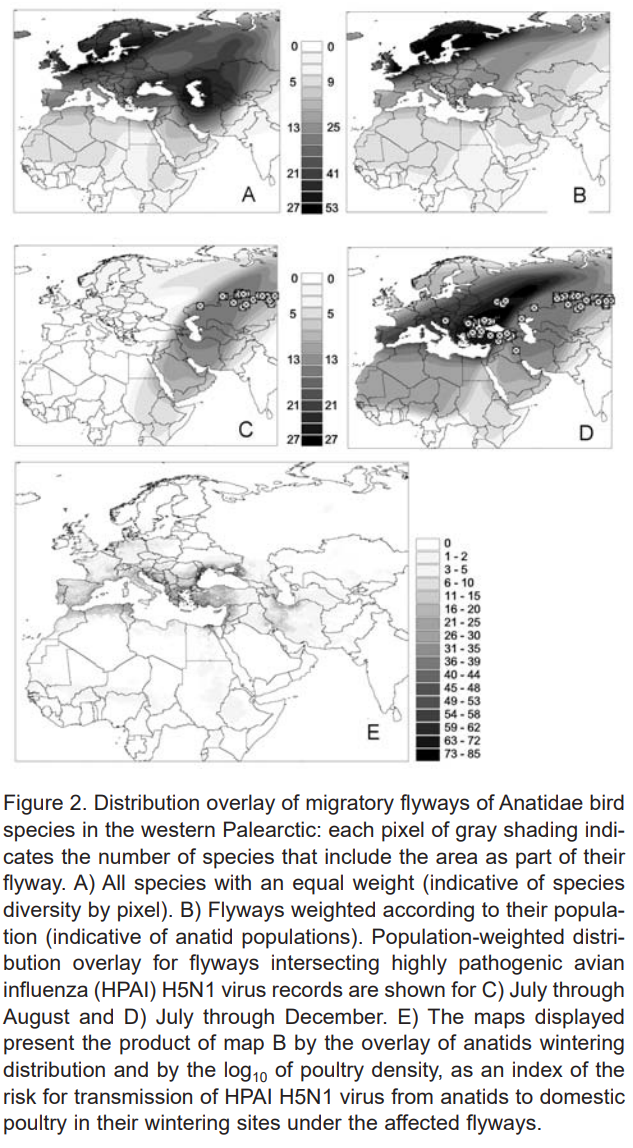 0 0
5 9
13 25
21 41
27 53
A
B
0 0
5 5
13 13
21 21
27 27
C
D
0
1 - 2
3 - 5
6 - 10
11 - 15
16 - 20
21 - 25
26 - 30
31 - 35
36 - 39
40 - 44
45 - 48
49 - 53
54 - 58
59 - 62
63 - 72
73 - 85
E
Figure 2. Distribution overlay of migratory flyways of Anatidae bird
species in the western Palearctic: each pixel of gray shading indi-
cates the number of species that include the area as part of their
flyway. A) All species with an equal weight (indicative of species
diversity by pixel). B) Flyways weighted according to their popula-
tion (indicative of anatid populations). Population-weighted distri-
bution overlay for flyways intersecting highly pathogenic avian
influenza (HPAI) H5N1 virus records are shown for C) July through
August and D) July through December. E) The maps displayed
present the product of map B by the overlay of anatids wintering
distribution and by the log10 of poultry density, as an index of the
risk for transmission of HPAI H5N1 virus from anatids to domestic
poultry in their wintering sites under the affected flyways.